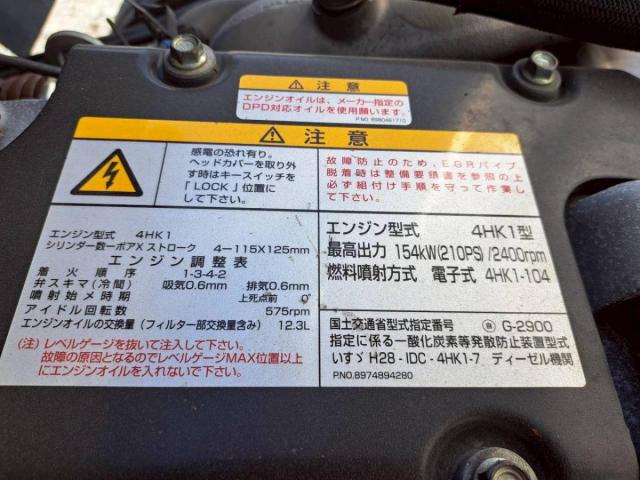 注意
エンジンオイルは、メーカー指定の
DPD対応オイルを使用願います。
P.NO.8980461710
注意
感電の恐れ有り。
ヘッドカバーを取り外
す時はキースイッチを
「LOCK」位置に
して下さい。
故障防止のため、EGRパイプ
脱着時は整備要領書を参照の上
必ず組付け手順を守って作業
して下さい。
エンジン型式 4HK1
シリンダー数ーボアXストローク 4ー115X125mm
エンジン調整表
着火順序 1-3-4-2
弁スキマ(冷間) 吸気0.6mm 排気0.6mm
噴射始メ時期 上死点前 0°
アイドル回転数 575rpm
エンジンオイルの交換量(フィルター部交換量含み) 12.3L
(注)レベルゲージを抜いて注入して下さい。
故障の原因となるのでレベルゲージMAX位置以上
にエンジンオイルを入れないで下さい。
エンジン型式 4HK1型
最高出力 154kW(210PS)/2400rpm
燃料噴射方式 電子式 4HK1-104
国土交通省型式指定番号 G-2900
指定に係る一酸化炭素等発散防止装置型式
いすゞ H28-IDC-4HK1-7 ディーゼル機関
P.NO.8974894280